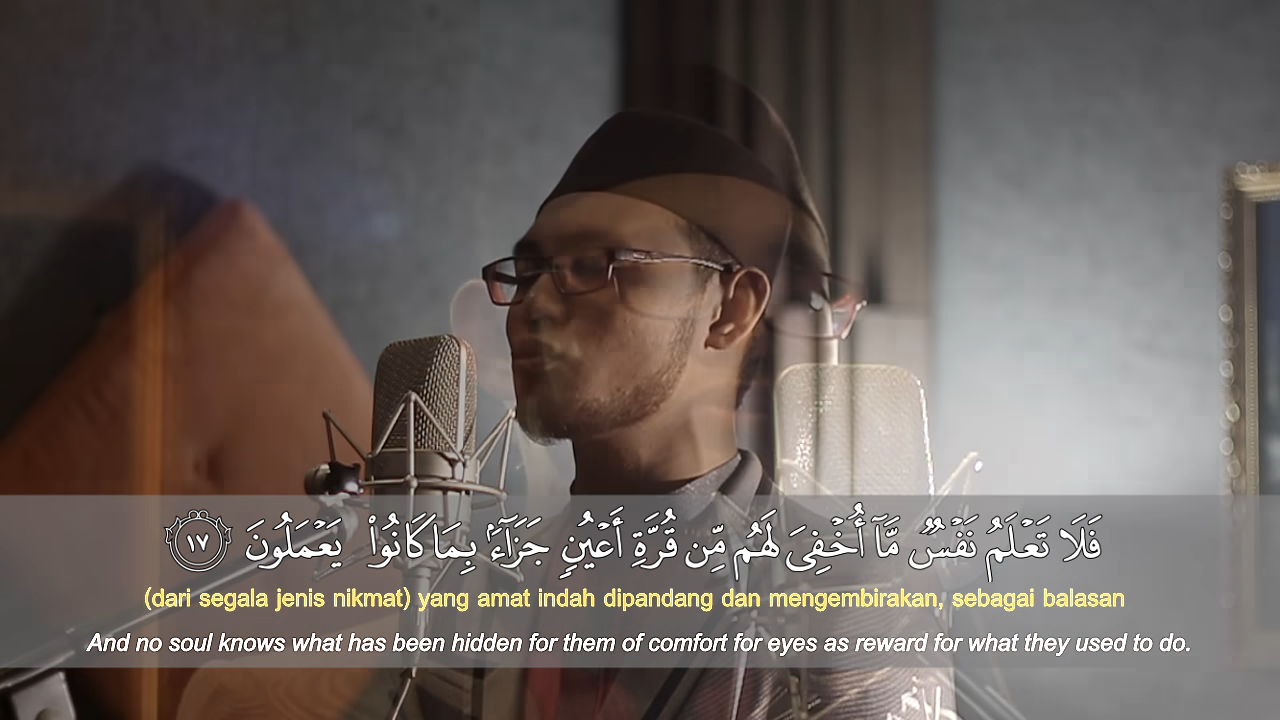 فَلَا تَعْلَمُ نَفْسٌ مَّآ أُخْفِىَ لَهُم مِّن قُرَّةِ أَعْيُنٍ جَزَآءًۢ بِمَا كَانُوا۟ يَعْمَلُونَ ١٧
(dari segala jenis nikmat) yang amat indah dipandang dan mengembirakan, sebagai balasan
And no soul knows what has been hidden for them of comfort for eyes as reward for what they used to do.